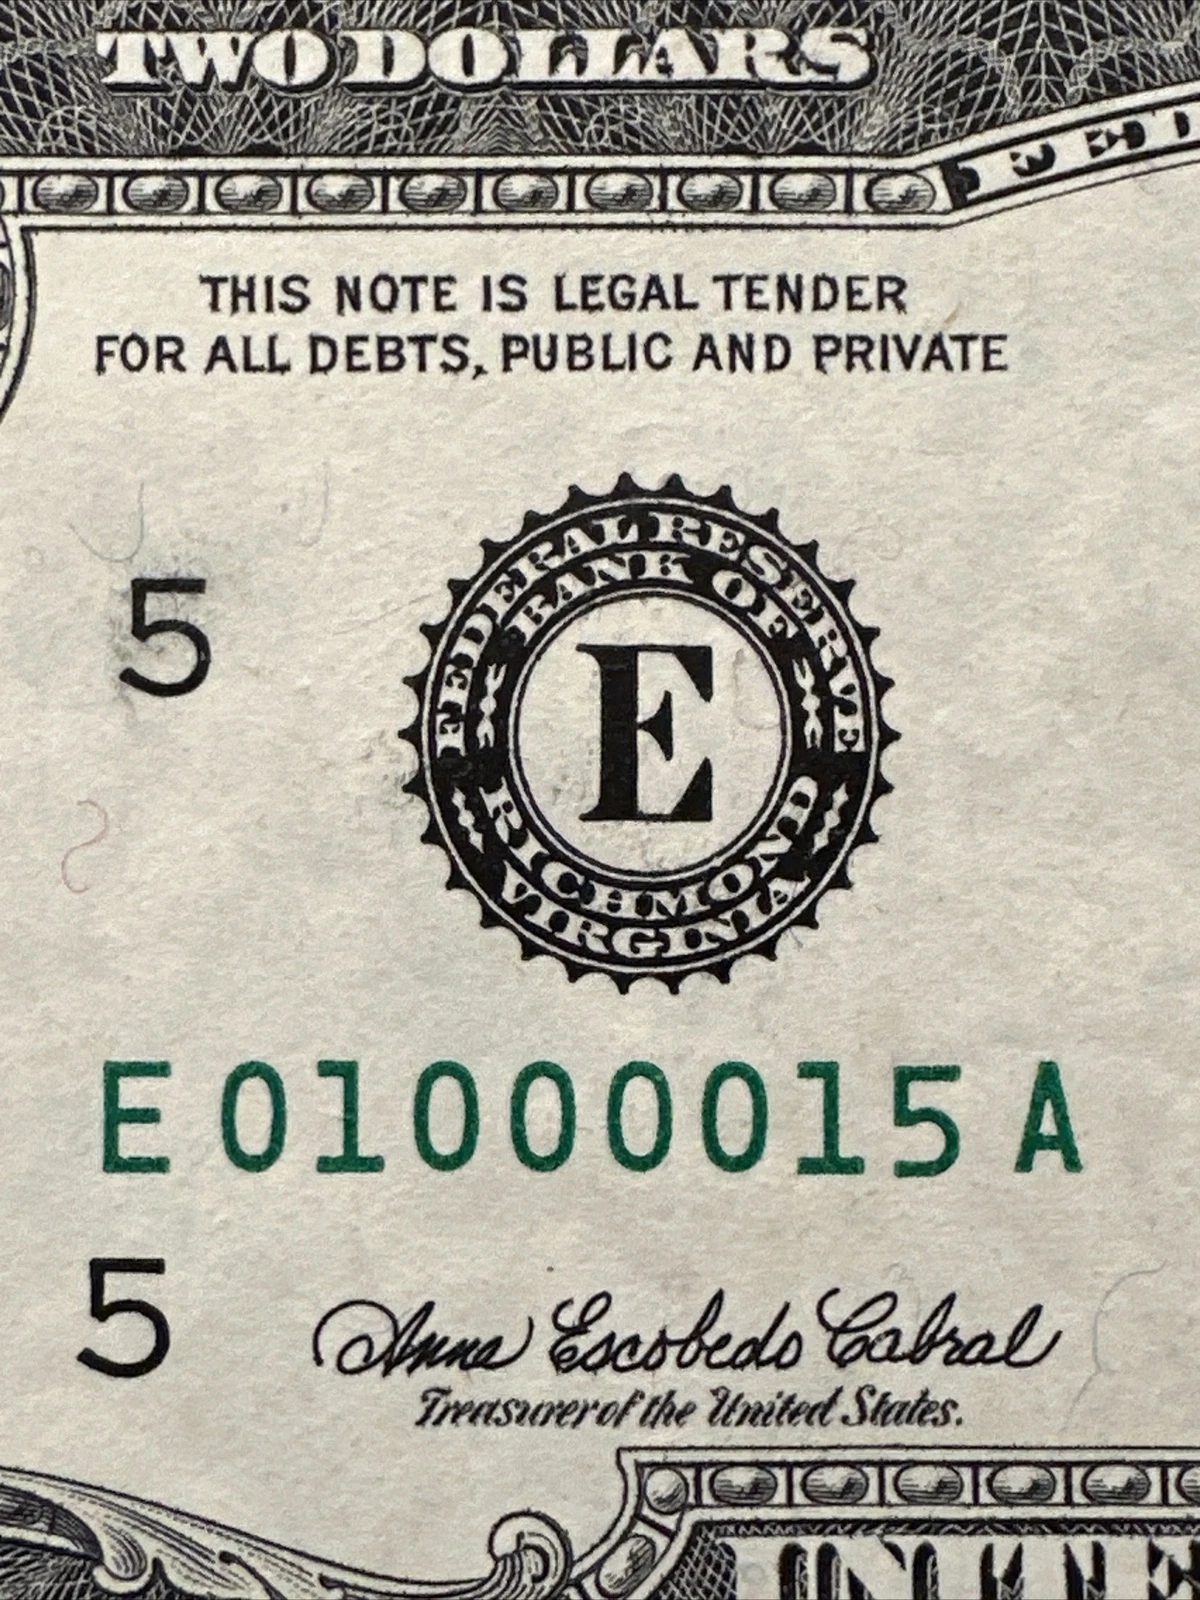 TWO DOLLARS
THIS NOTE IS LEGAL TENDER
FOR ALL DEBTS, PUBLIC AND PRIVATE
5
FEDERAL RESERVE
BANK OF
E
RICHMOND
VIRGINIA
E 01000015 A
5
Anna Escobedo Cabral
Treasurer of the United States.